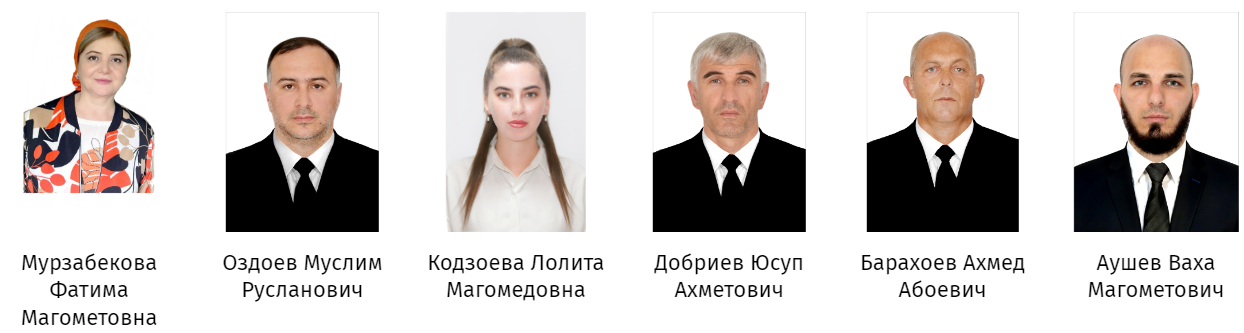 Мурзабекова
Фатима
Магометовна
Оздоев Муслим
Русланович
Кодзоева Лолита
Магомедовна
Добриев Юсуп
Ахметович
Барахоев Ахмед
Абоевич
Аушев Ваха
Магометович